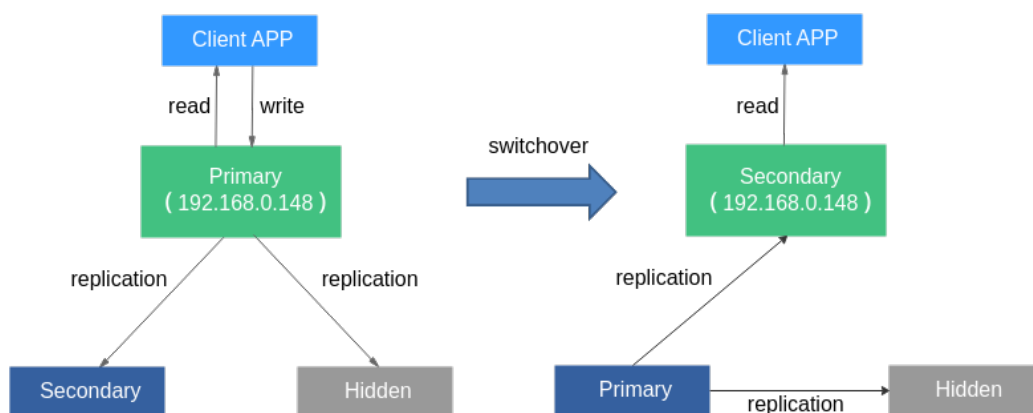 Client APP
read
write
Primary
( 192.168.0.148 )
replication
replication
Secondary
Hidden
switchover
Client APP
read
Secondary
( 192.168.0.148 )
replication
Primary
replication
Hidden